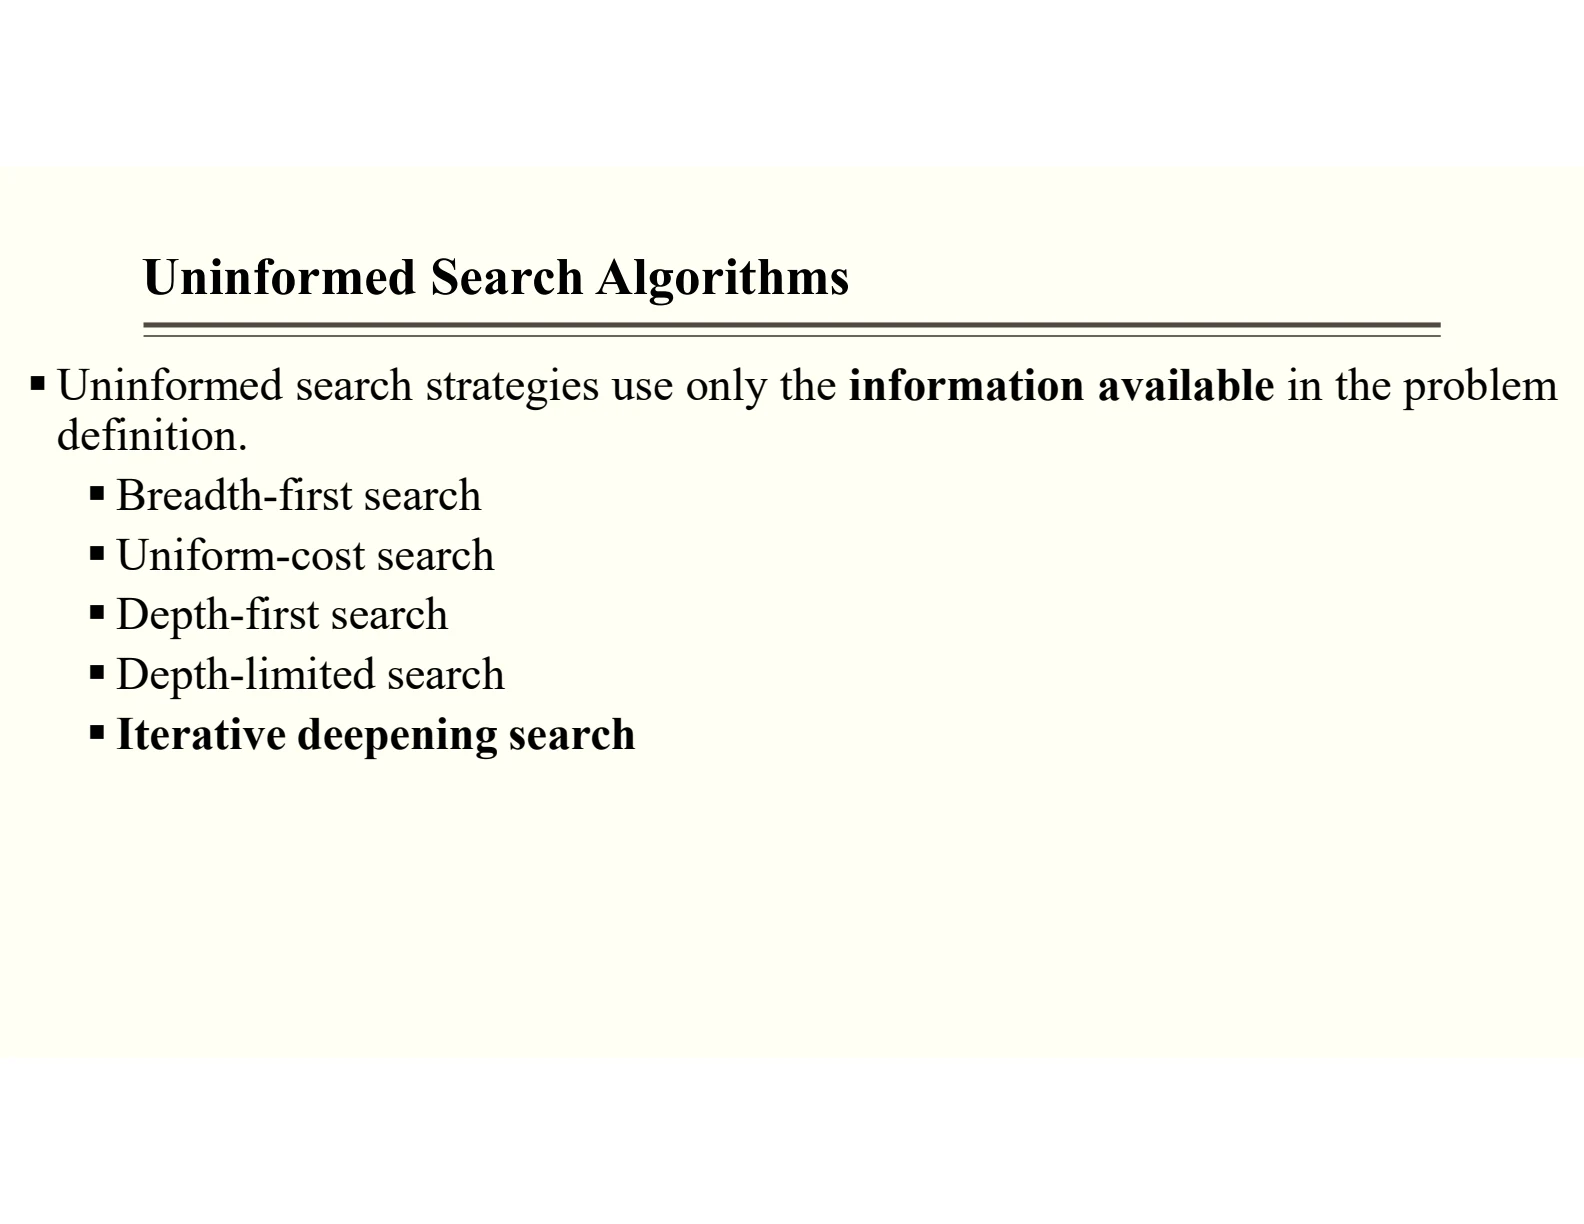 Uninformed Search Algorithms
▪ Uninformed search strategies use only the information available in the problem
definition.
▪ Breadth-first search
▪ Uniform-cost search
▪ Depth-first search
▪ Depth-limited search
▪ Iterative deepening search